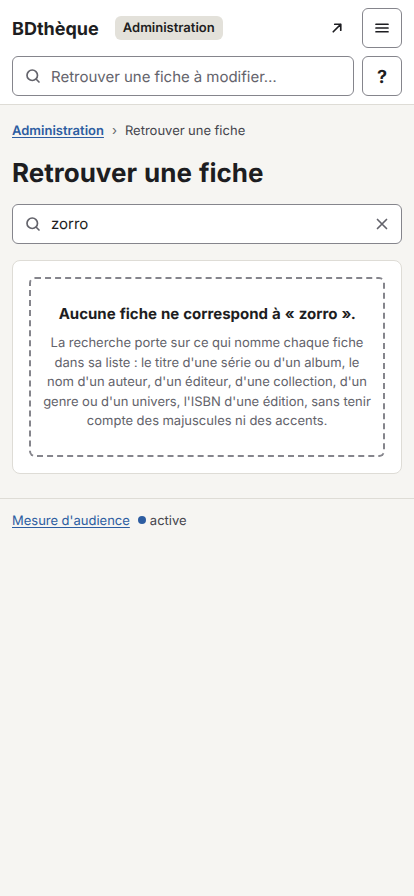 BDthèque Administration
Retrouver une fiche à modifier... ?
Administration › Retrouver une fiche
Retrouver une fiche
zorro
Aucune fiche ne correspond à « zorro ».
La recherche porte sur ce qui nomme chaque fiche
dans sa liste : le titre d'une série ou d'un album, le
nom d'un auteur, d'un éditeur, d'une collection, d'un
genre ou d'un univers, l'ISBN d'une édition, sans tenir
compte des majuscules ni des accents.
Mesure d'audience active